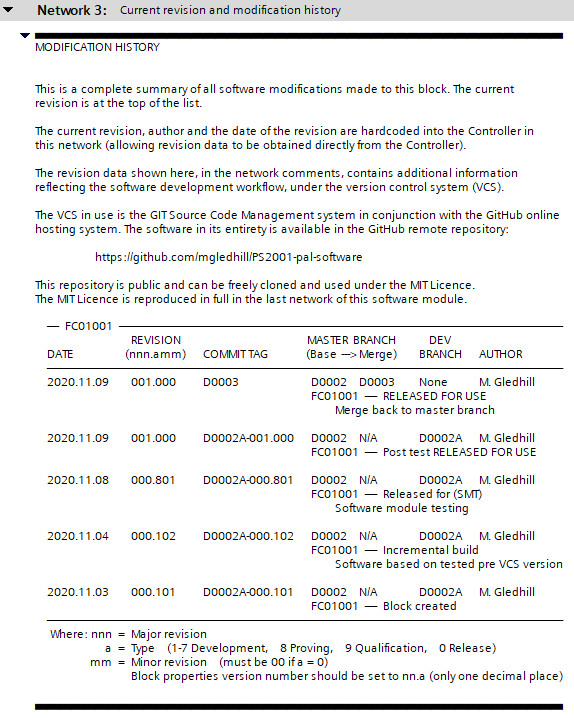 Network 3: Current revision and modification history
MODIFICATION HISTORY
This is a complete summary of all software modifications made to this block. The current
revision is at the top of the list.
The current revision, author and the date of the revision are hardcoded into the Controller in
this network (allowing revision data to be obtained directly from the Controller).
The revision data shown here, in the network comments, contains additional information
reflecting the software development workflow, under the version control system (VCS).
The VCS in use is the GIT Source Code Management system in conjunction with the GitHub online
hosting system. The software in its entirety is available in the GitHub remote repository:
https://github.com/mgledhill/PS2001-pal-software
This repository is public and can be freely cloned and used under the MIT Licence.
The MIT Licence is reproduced in full in the last network of this software module.
— FC01001
REVISION MASTER BRANCH DEV
DATE (nnn.amm) COMMIT TAG (Base —> Merge) BRANCH AUTHOR
2020.11.09 001.000 D0003 D0002 D0003 None M. Gledhill
FC01001 — RELEASED FOR USE
Merge back to master branch
2020.11.09 001.000 D0002A-001.000 D0002 N/A D0002A M. Gledhill
FC01001 — Post test RELEASED FOR USE
2020.11.08 000.801 D0002A-000.801 D0002 N/A D0002A M. Gledhill
FC01001 — Released for (SMT)
Software module testing
2020.11.04 000.102 D0002A-000.102 D0002 N/A D0002A M. Gledhill
FC01001 — Incremental build
Software based on tested pre VCS version
2020.11.03 000.101 D0002A-000.101 D0002 N/A D0002A M. Gledhill
FC01001 — Block created
Where: nnn = Major revision
a = Type (1-7 Development, 8 Proving, 9 Qualification, 0 Release)
mm = Minor revision (must be 00 if a = 0)
Block properties version number should be set to nn.a (only one decimal place)